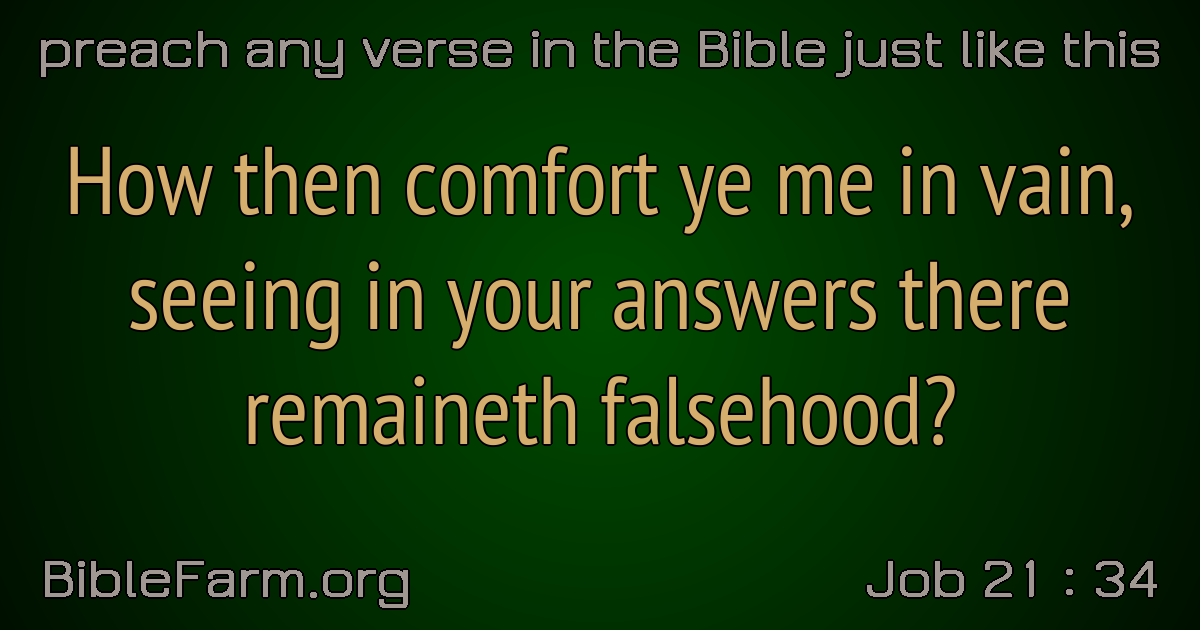 preach any verse in the Bible just like this
How then comfort ye me in vain,
seeing in your answers there
remaineth falsehood?
BibleFarm.org
Job 21 : 34